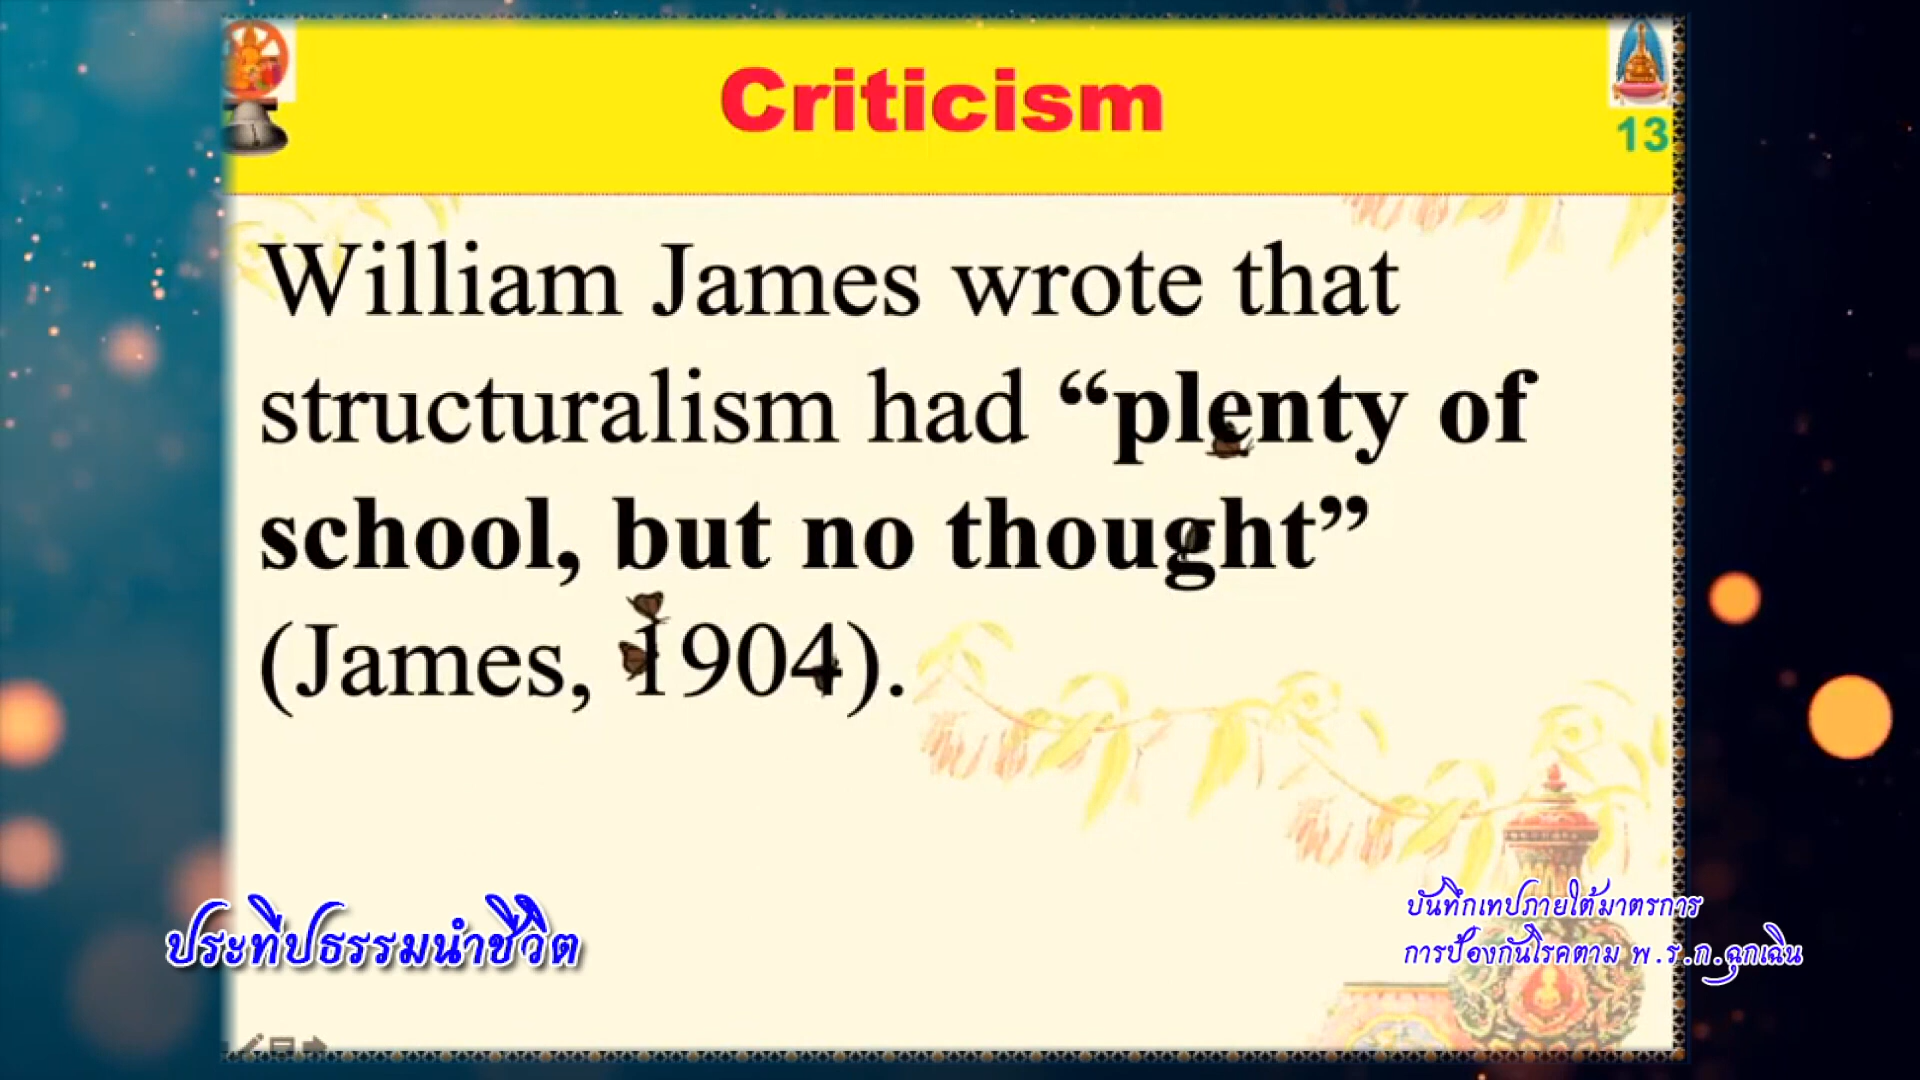 Criticism
13
William James wrote that
structuralism had “plenty of
school, but no thought”
(James, 1904).
ประทีปธรรมนำชีวิต
บันทึกเทปภายใต้มาตรการ
การป้องกันโรคตาม พ.ร.ก.ฉุกเฉิน